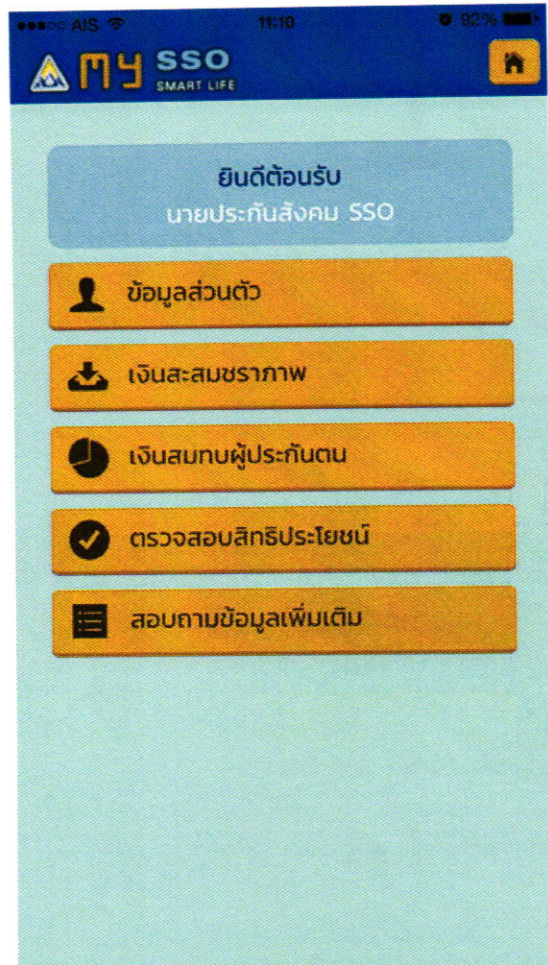 AIS 11:10 92%
MY SSO
SMART LIFE
ยินดีต้อนรับ
นายประกันสังคม SSO
ข้อมูลส่วนตัว
เงินสะสมชราภาพ
เงินสมทบผู้ประกันตน
ตรวจสอบสิทธิประโยชน์
สอบถามข้อมูลเพิ่มเติม